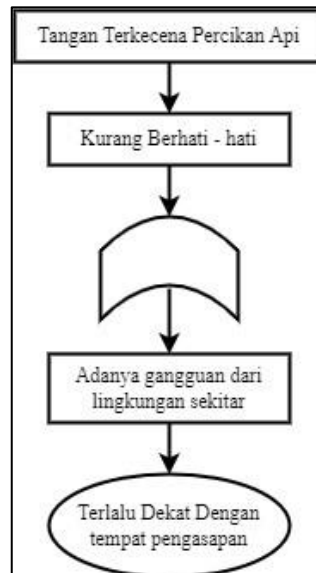 Tangan Terkecena Percikan Api
Kurang Berhati - hati
Adanya gangguan dari
lingkungan sekitar
Terlalu Dekat Dengan
tempat pengasapan